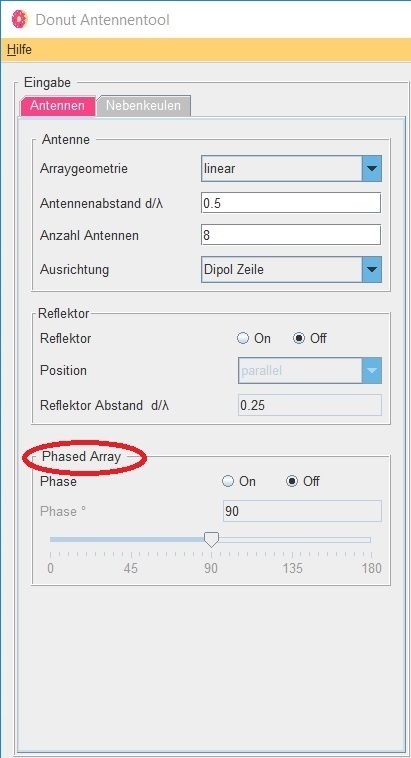 Donut Antennentool
Hilfe
Eingabe
Antennen Nebenkeulen
Antenne
Arraygeometrie linear
Antennenabstand d/λ 0.5
Anzahl Antennen 8
Ausrichtung Dipol Zeile
Reflektor
Reflektor On Off
Position parallel
Reflektor Abstand d/λ 0.25
Phased Array
Phase On Off
Phase ° 90
0 45 90 135 180